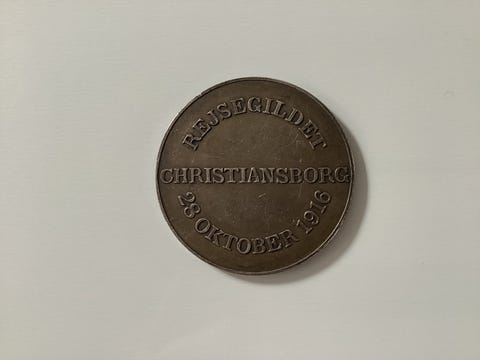 REJSEGILDET
CHRISTIANSBORG
28 OKTOBER 1916